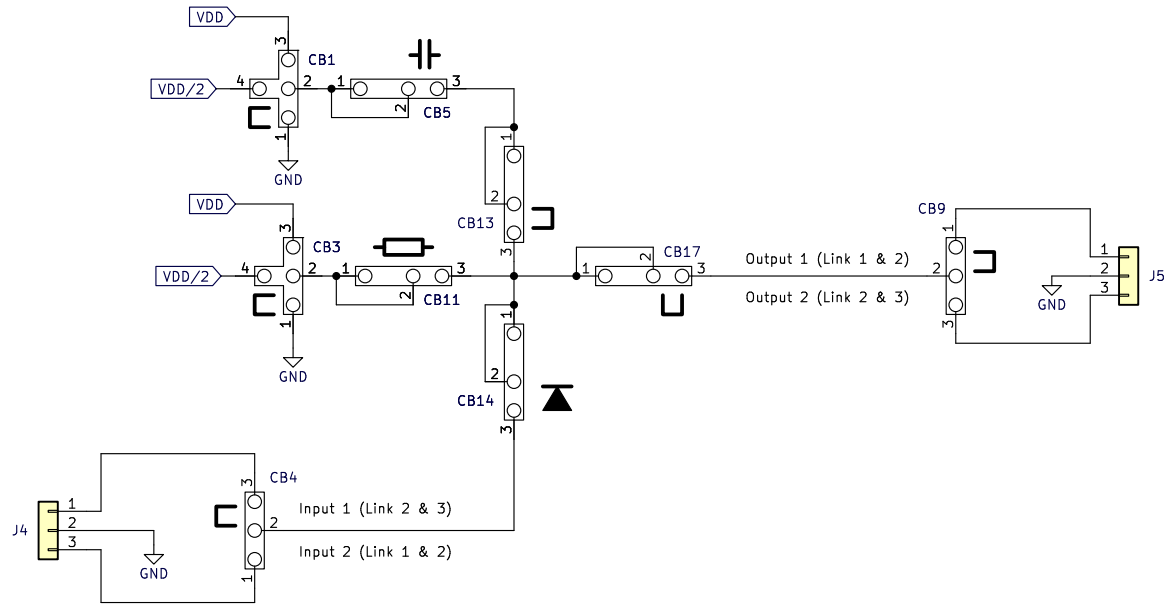 VDD
3
CB1
VDD/2
4
2
1
3
2
CB5
1
GND
1
VDD
2
CB13
3
3
CB3
VDD/2
4
2
1
3
2
CB11
1
GND
CB17
2
1
3
Output 1 (Link 1 & 2)
Output 2 (Link 2 & 3)
CB9
1
2
3
1
2
3
GND
J5
1
2
CB14
3
CB4
3
2
1
Input 1 (Link 2 & 3)
Input 2 (Link 1 & 2)
J4
1
2
3
GND